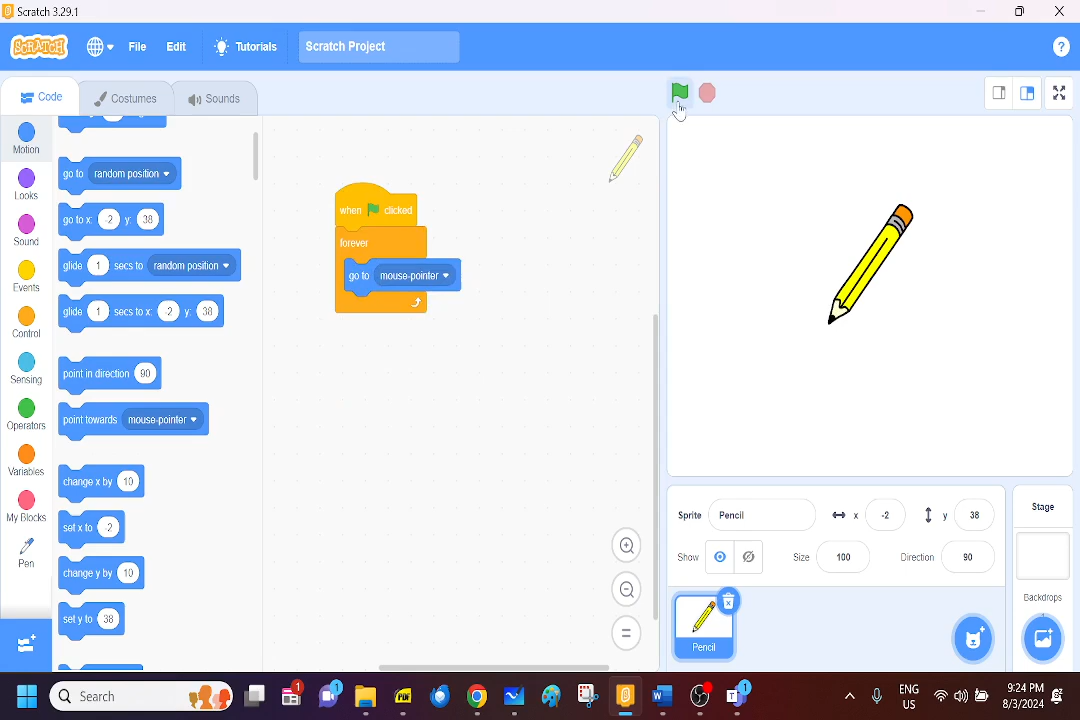 Scratch 3.29.1
SCRATCH File Edit Tutorials Scratch Project ?
Code Costumes Sounds
Motion
Looks
Sound
Events
Control
Sensing
Operators
Variables
My Blocks
Pen
go to random position
go to x: -2 y: 38
glide 1 secs to random position
glide 1 secs to x: -2 y: 38
point in direction 90
point towards mouse-pointer
change x by 10
set x to -2
change y by 10
set y to 38
when clicked
forever
go to mouse-pointer
Sprite Pencil x -2 y 38
Show Size 100 Direction 90
Pencil
Stage
Backdrops
Search
1
1
PDF
W
T
1
ENG
US
9:24 PM
8/3/2024